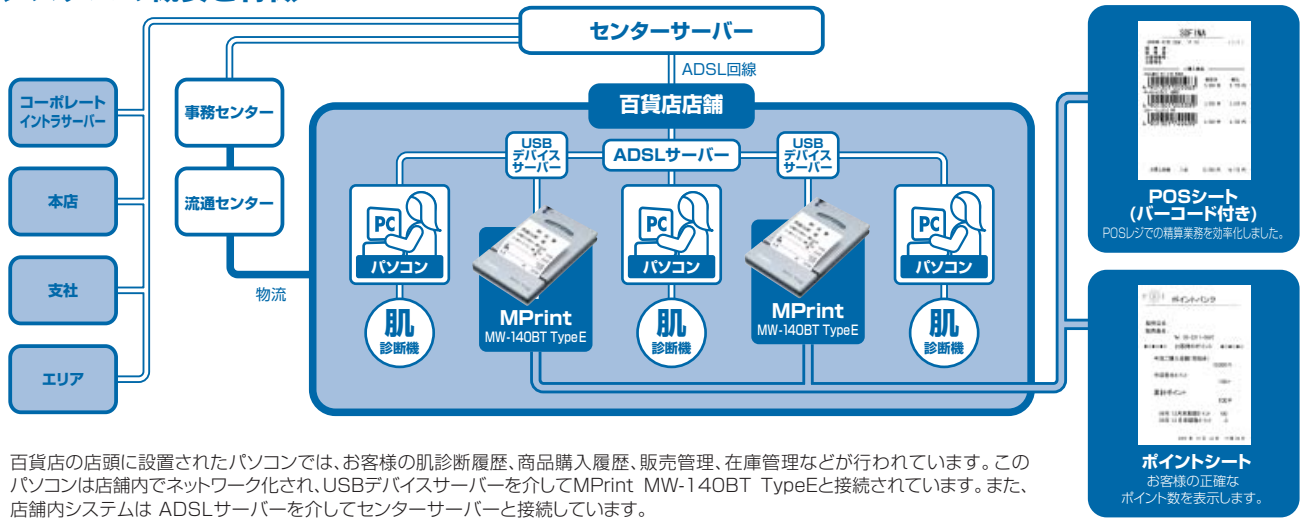 センターサーバー
ADSL回線
コーポレート
イントラサーバー
本店
支社
エリア
事務センター
流通センター
物流
百貨店店舗
USB
デバイス
サーバー
ADSLサーバー
USB
デバイス
サーバー
PC
パソコン
肌
診断機
MPrint
MW-140BT TypeE
PC
パソコン
肌
診断機
MPrint
MW-140BT TypeE
PC
パソコン
肌
診断機
SOFINA
POSシート
(バーコード付き)
POSレジでの精算業務を効率化しました。
ポイントバンク
ポイントシート
お客様の正確な
ポイント数を表示します。
百貨店の店頭に設置されたパソコンでは、お客様の肌診断履歴、商品購入履歴、販売管理、在庫管理などが行われています。この
パソコンは店舗内でネットワーク化され、USBデバイスサーバーを介してMPrint MW-140BT TypeEと接続されています。また、
店舗内システムは ADSLサーバーを介してセンターサーバーと接続しています。